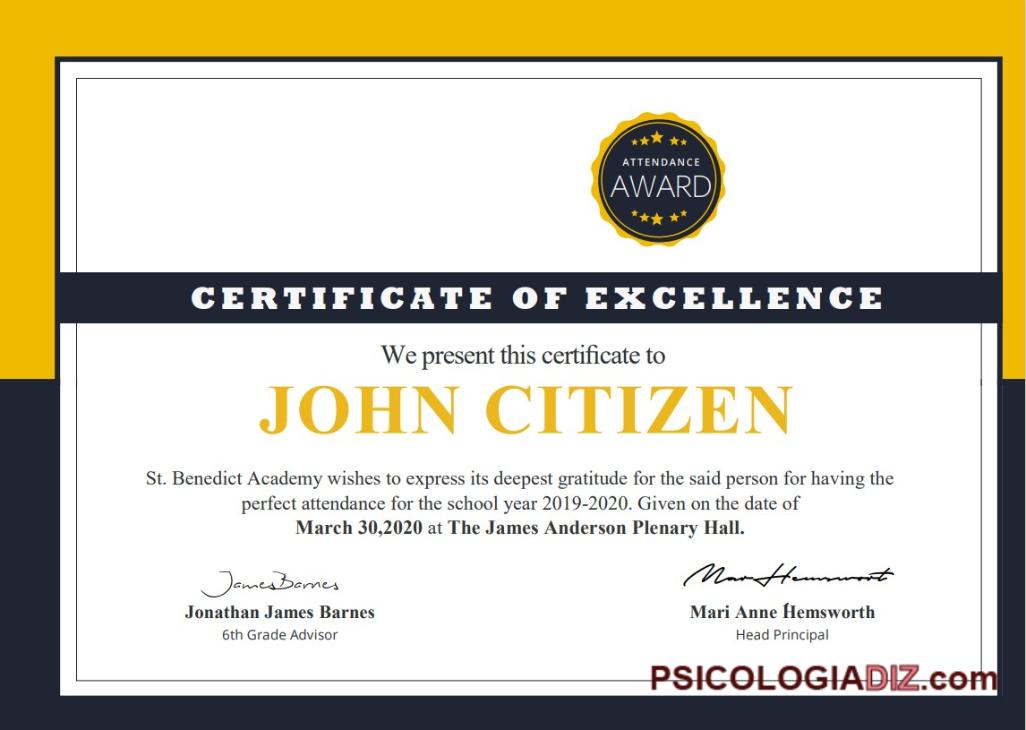 ATTENDANCE
AWARD
CERTIFICATE OF EXCELLENCE
We present this certificate to
JOHN CITIZEN
St. Benedict Academy wishes to express its deepest gratitude for the said person for having the
perfect attendance for the school year 2019-2020. Given on the date of
March 30,2020 at The James Anderson Plenary Hall.
James Barnes
Mar Hemswort
Jonathan James Barnes
Mari Anne Hemsworth
6th Grade Advisor
Head Principal
PSICOLOGIADIZ.com